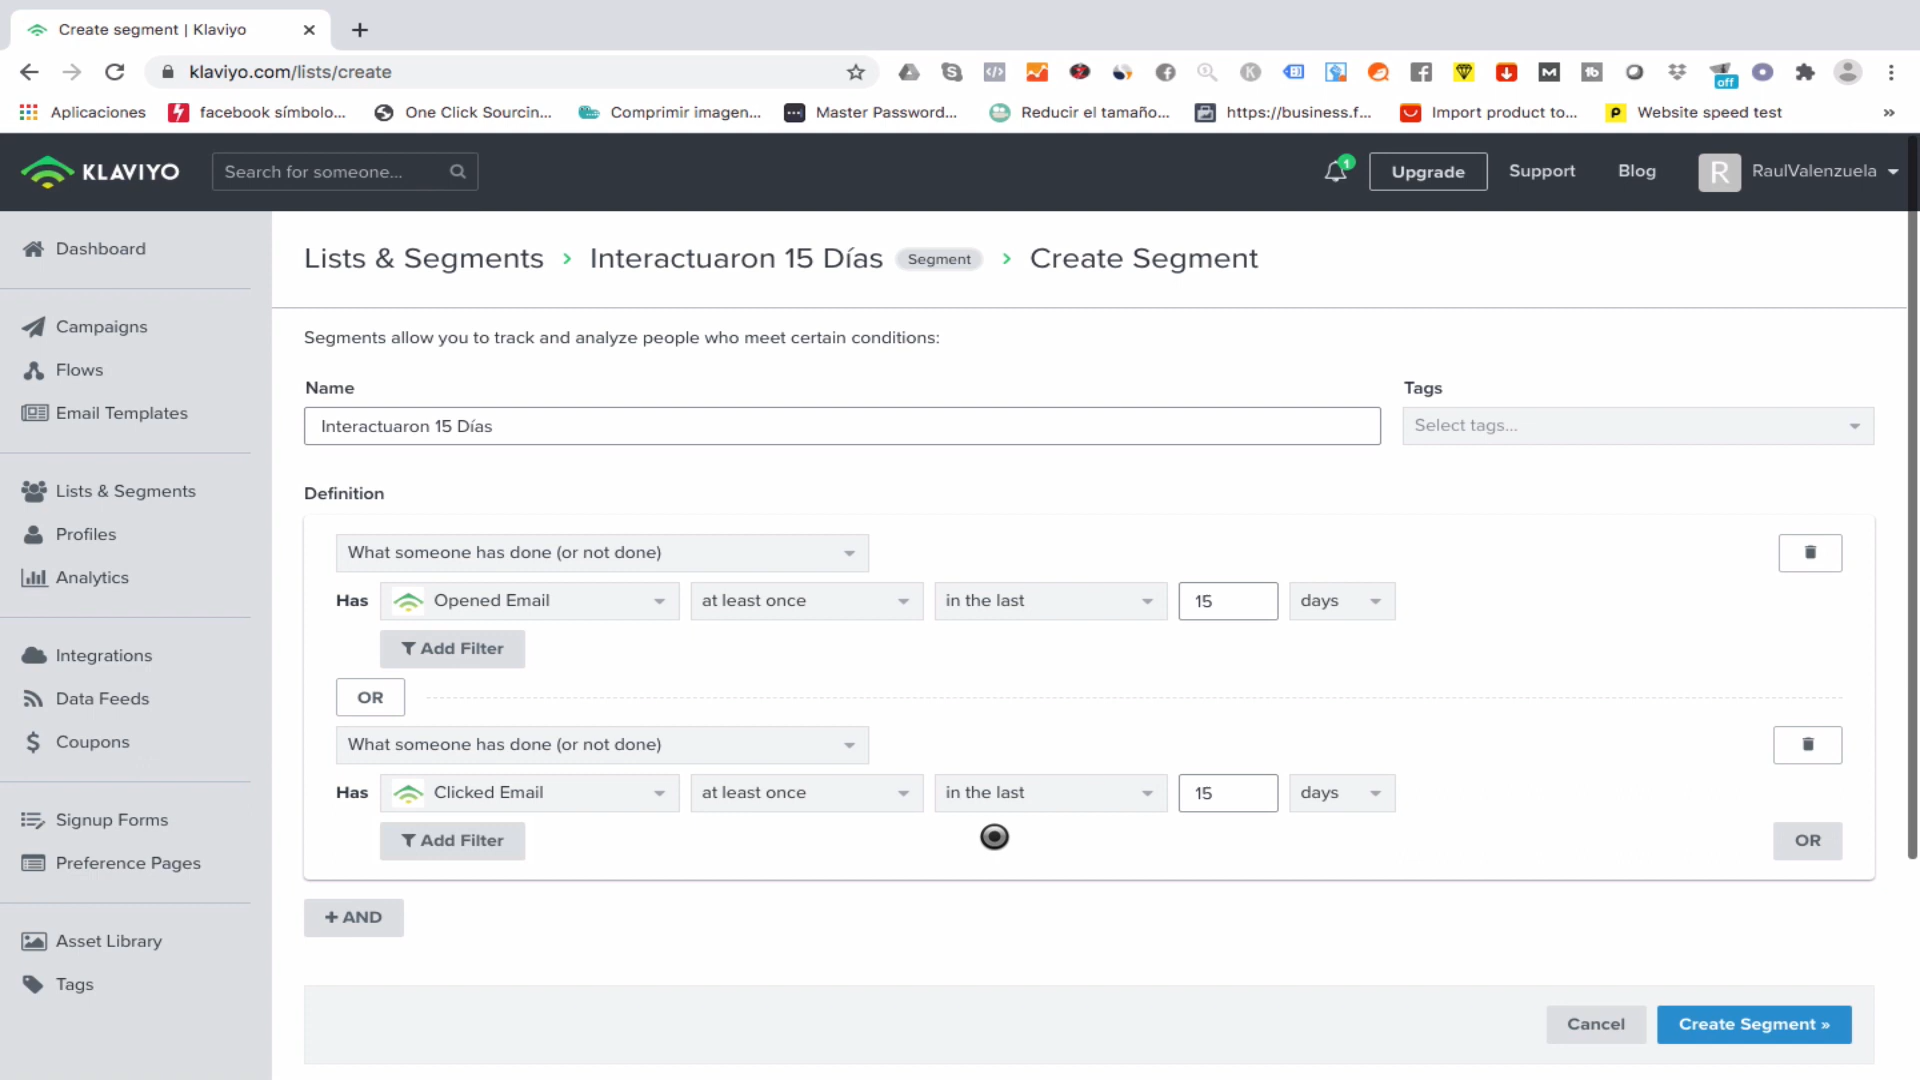 Create segment | Klaviyo
klaviyo.com/lists/create
off
Aplicaciones
facebook símbolo...
One Click Sourcin...
Comprimir imagen...
Master Password...
Reducir el tamaño...
https://business.f...
Import product to...
Website speed test
KLAVIYO
Search for someone...
1
Upgrade
Support
Blog
R
RaulValenzuela
Dashboard
Campaigns
Flows
Email Templates
Lists & Segments
Profiles
Analytics
Integrations
Data Feeds
Coupons
Signup Forms
Preference Pages
Asset Library
Tags
Lists & Segments › Interactuaron 15 Días Segment › Create Segment
Segments allow you to track and analyze people who meet certain conditions:
Name
Tags
Interactuaron 15 Días
Select tags...
Definition
What someone has done (or not done)
Has Opened Email at least once in the last 15 days
Add Filter
OR
What someone has done (or not done)
Has Clicked Email at least once in the last 15 days
Add Filter
OR
+ AND
Cancel
Create Segment »